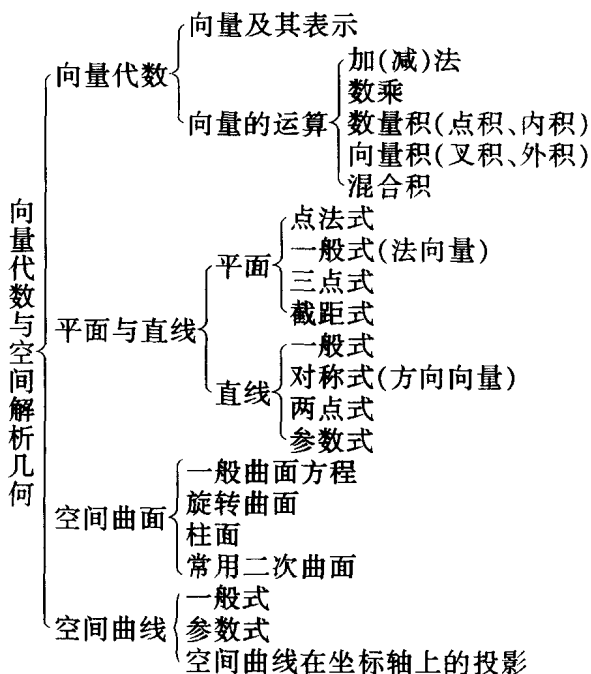 向量代数与空间解析几何
向量代数
向量及其表示
向量的运算
加(减)法
数乘
数量积(点积、内积)
向量积(叉积、外积)
混合积
平面与直线
平面
点法式
一般式(法向量)
三点式
截距式
直线
一般式
对称式(方向向量)
两点式
参数式
空间曲面
一般曲面方程
旋转曲面
柱面
常用二次曲面
空间曲线
一般式
参数式
空间曲线在坐标轴上的投影